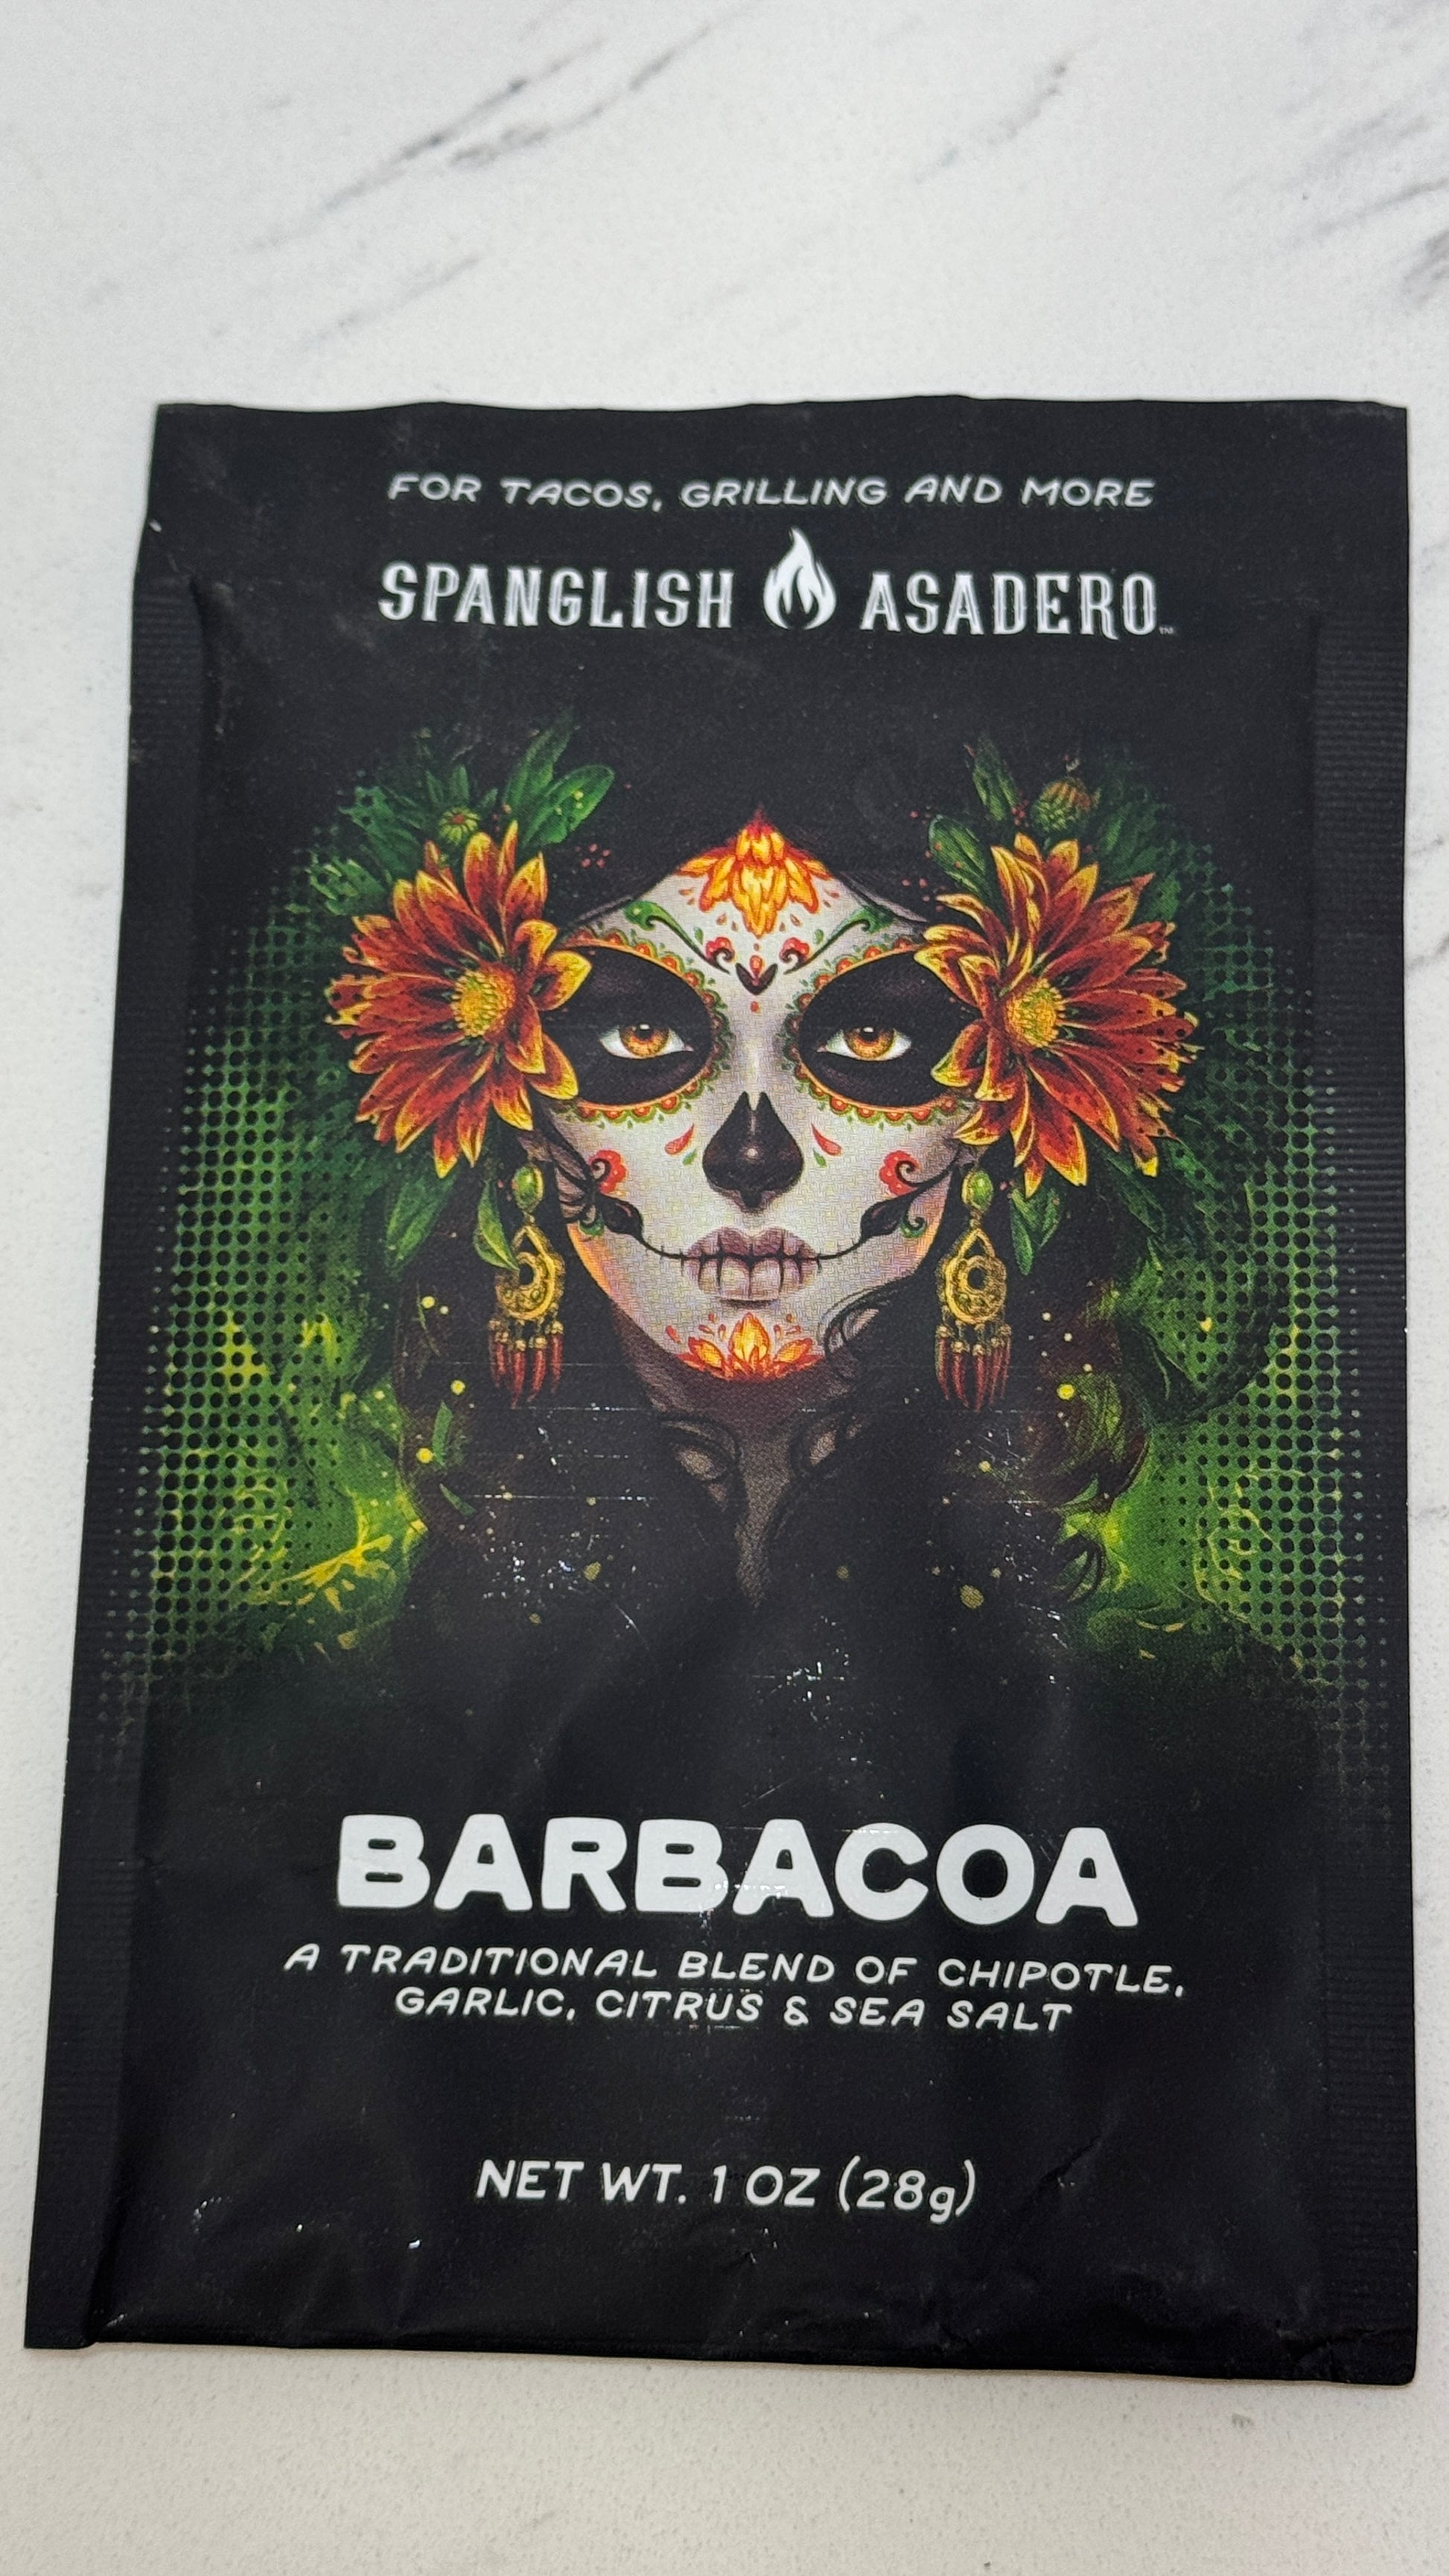 FOR TACOS, GRILLING AND MORE
SPANGLISH ASADERO™
BARBACOA
A TRADITIONAL BLEND OF CHIPOTLE,
GARLIC, CITRUS & SEA SALT
NET WT. 1 OZ (28g)